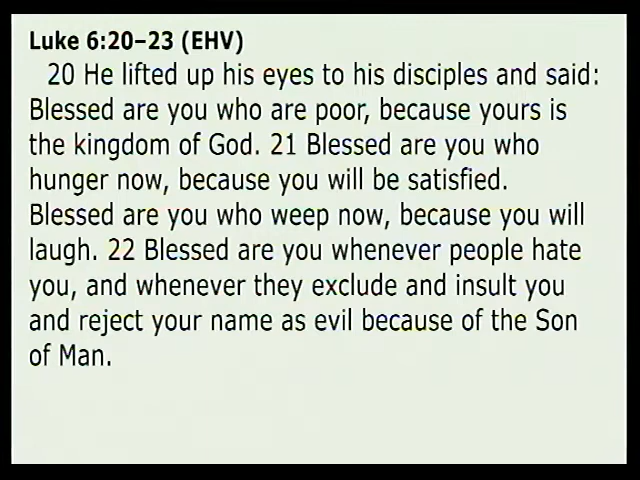 Luke 6:20–23 (EHV)
20 He lifted up his eyes to his disciples and said:
Blessed are you who are poor, because yours is
the kingdom of God. 21 Blessed are you who
hunger now, because you will be satisfied.
Blessed are you who weep now, because you will
laugh. 22 Blessed are you whenever people hate
you, and whenever they exclude and insult you
and reject your name as evil because of the Son
of Man.